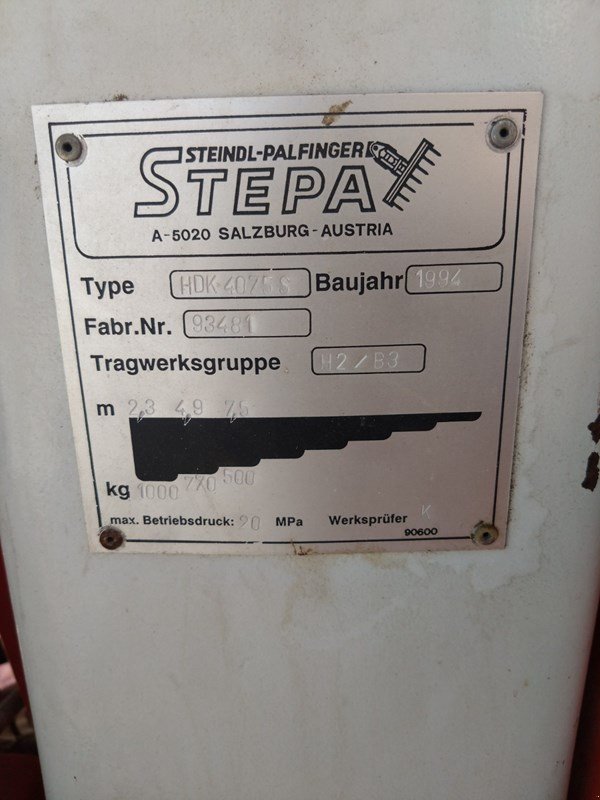 STEINDL-PALFINGER
STEPA
A-5020 SALZBURG-AUSTRIA
Type HDK 4075 S Baujahr 1994
Fabr.Nr. 93481
Tragwerksgruppe H2/B3
m 2,3 4,9 7,5
kg 1000 770 500
max. Betriebsdruck: 20 MPa Werksprüfer K
90600